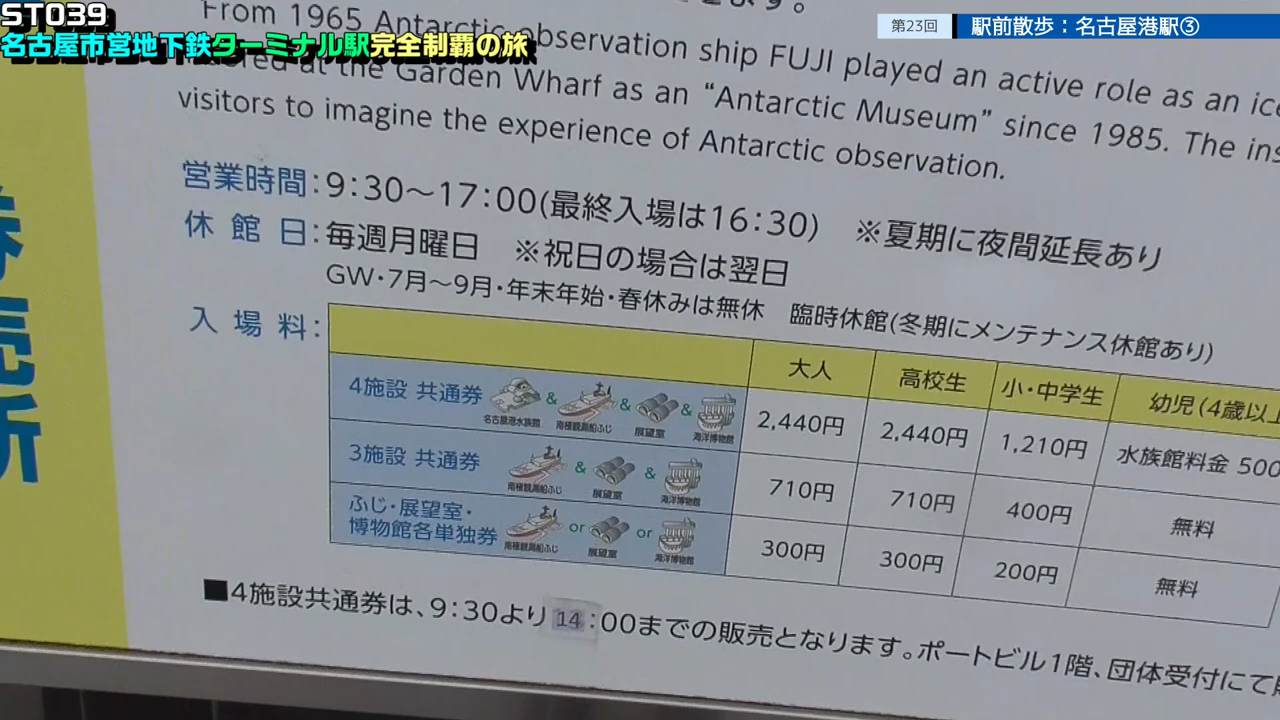 ST039
名古屋市営地下鉄ターミナル駅完全制覇の旅
第23回 駅前散歩：名古屋港駅③
From 1965 Antarctic observation ship FUJI played an active role as an
at the Garden Wharf as an “Antarctic Museum” since 1985. The
visitors to imagine the experience of Antarctic observation.
営業時間：9：30～17：00(最終入場は16：30) ※夏期に夜間延長あり
休館日：毎週月曜日 ※祝日の場合は翌日
GW・7月～9月・年末年始・春休みは無休 臨時休館(冬期にメンテナンス休館あり)
入場料：
大人 高校生 小・中学生 幼児(4歳以上
4施設 共通券 名古屋港水族館 & 南極観測船ふじ & 展望室 & 海洋博物館 2,440円 2,440円 1,210円 水族館料金 500
3施設 共通券 南極観測船ふじ & 展望室 & 海洋博物館 710円 710円 400円 無料
ふじ・展望室・
博物館各単独券 南極観測船ふじ or 展望室 or 海洋博物館 300円 300円 200円 無料
■4施設共通券は、9：30より14：00までの販売となります。ポートビル1階、団体受付にて
売所